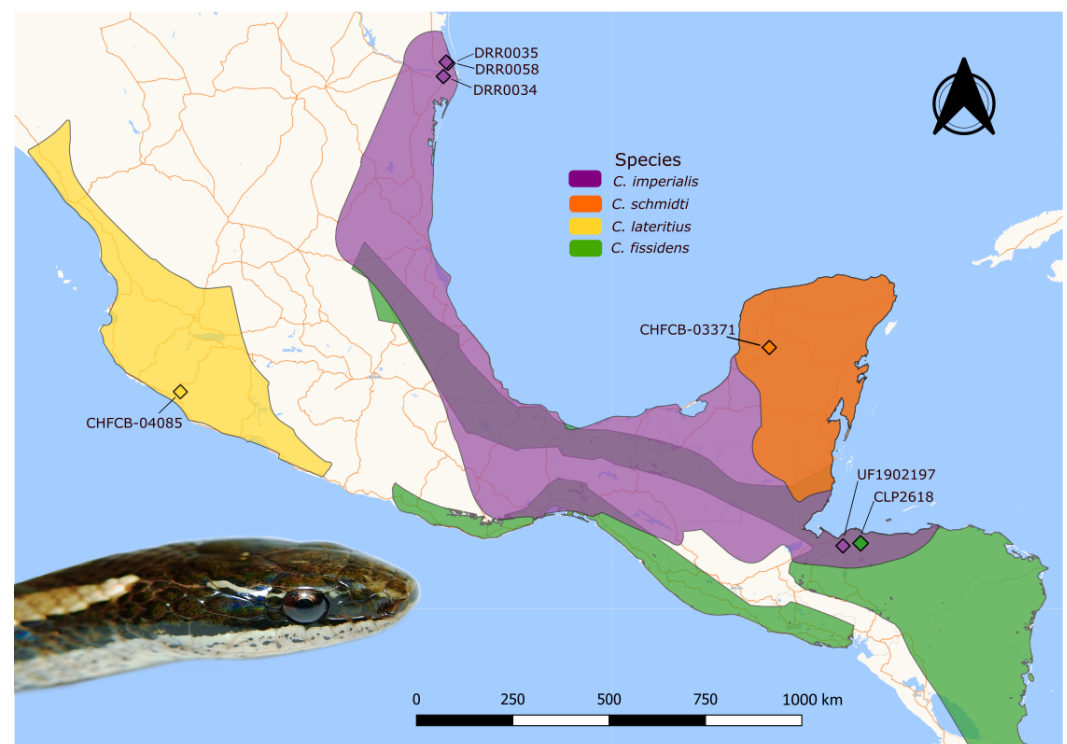 DRR0035
DRR0058
DRR0034
Species
C. imperialis
C. schmidti
C. lateritius
C. fissidens
CHFCB-03371
CHFCB-04085
UF1902197
CLP2618
0 250 500 750 1000 km